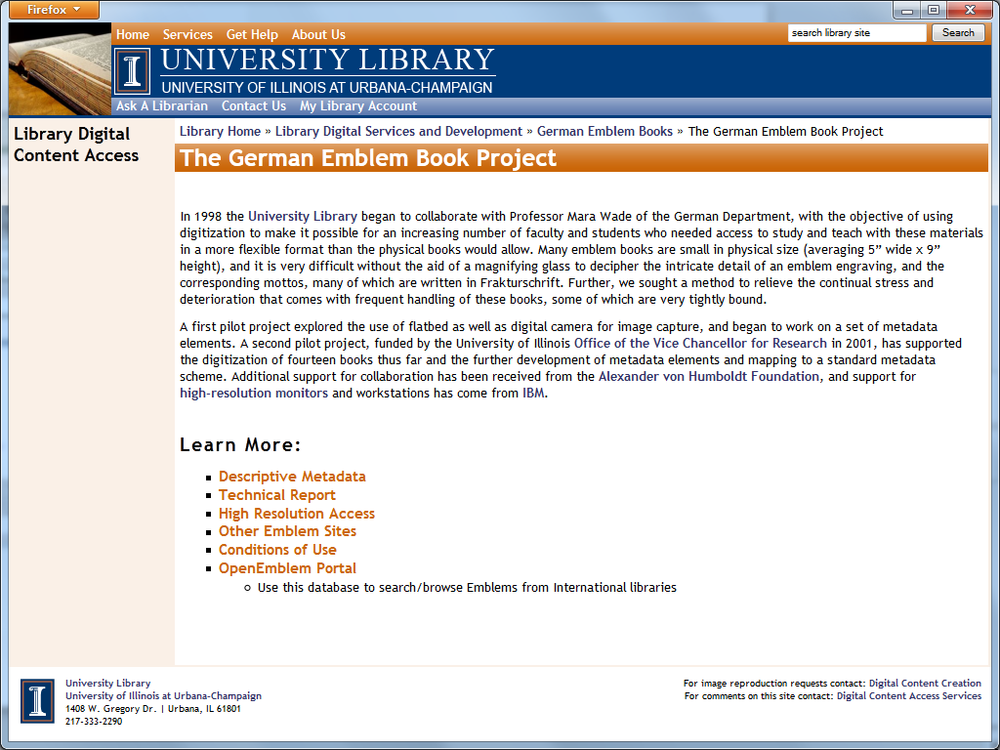 Firefox
Home Services Get Help About Us
search library site Search
I UNIVERSITY LIBRARY
UNIVERSITY OF ILLINOIS AT URBANA-CHAMPAIGN
Ask A Librarian Contact Us My Library Account
Library Digital
Content Access
Library Home » Library Digital Services and Development » German Emblem Books » The German Emblem Book Project
The German Emblem Book Project
In 1998 the University Library began to collaborate with Professor Mara Wade of the German Department, with the objective of using
digitization to make it possible for an increasing number of faculty and students who needed access to study and teach with these materials
in a more flexible format than the physical books would allow. Many emblem books are small in physical size (averaging 5” wide x 9”
height), and it is very difficult without the aid of a magnifying glass to decipher the intricate detail of an emblem engraving, and the
corresponding mottos, many of which are written in Frakturschrift. Further, we sought a method to relieve the continual stress and
deterioration that comes with frequent handling of these books, some of which are very tightly bound.
A first pilot project explored the use of flatbed as well as digital camera for image capture, and began to work on a set of metadata
elements. A second pilot project, funded by the University of Illinois Office of the Vice Chancellor for Research in 2001, has supported
the digitization of fourteen books thus far and the further development of metadata elements and mapping to a standard metadata
scheme. Additional support for collaboration has been received from the Alexander von Humboldt Foundation, and support for
high-resolution monitors and workstations has come from IBM.
Learn More:
Descriptive Metadata
Technical Report
High Resolution Access
Other Emblem Sites
Conditions of Use
OpenEmblem Portal
Use this database to search/browse Emblems from International libraries
I
University Library
University of Illinois at Urbana-Champaign
1408 W. Gregory Dr. | Urbana, IL 61801
217-333-2290
For image reproduction requests contact: Digital Content Creation
For comments on this site contact: Digital Content Access Services